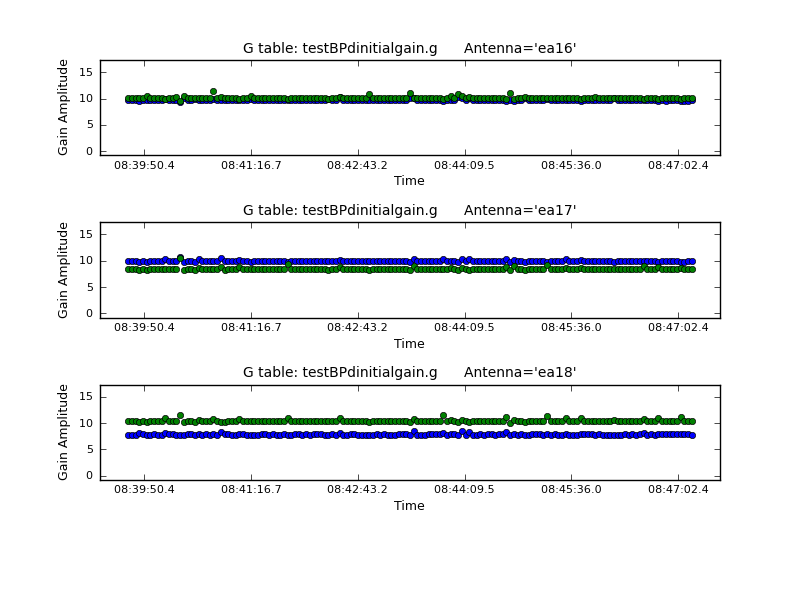 G table: testBPdinitialgain.g Antenna='ea16'
Gain Amplitude
15
10
5
0
08:39:50.4 08:41:16.7 08:42:43.2 08:44:09.5 08:45:36.0 08:47:02.4
Time
G table: testBPdinitialgain.g Antenna='ea17'
Gain Amplitude
15
10
5
0
08:39:50.4 08:41:16.7 08:42:43.2 08:44:09.5 08:45:36.0 08:47:02.4
Time
G table: testBPdinitialgain.g Antenna='ea18'
Gain Amplitude
15
10
5
0
08:39:50.4 08:41:16.7 08:42:43.2 08:44:09.5 08:45:36.0 08:47:02.4
Time